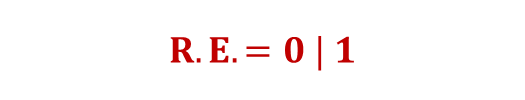 R. E. = 0 | 1